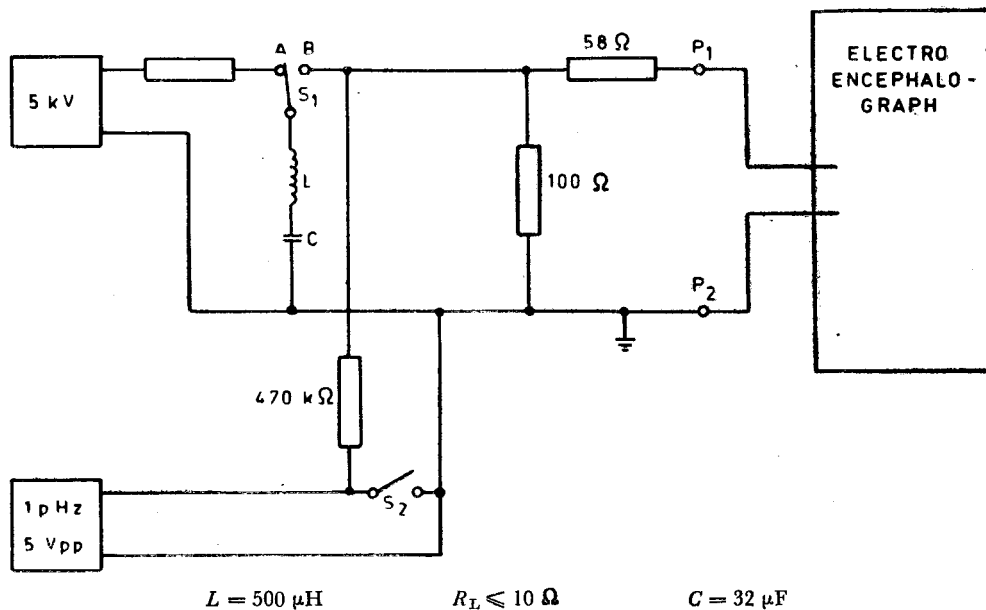 5 kV
A B
S1
L
C
58 Ω
P1
100 Ω
P2
ELECTRO
ENCEPHALO-
GRAPH
470 kΩ
S2
1 pHz
5 Vpp
L = 500 μH RL ⩽ 10 Ω C = 32 μF